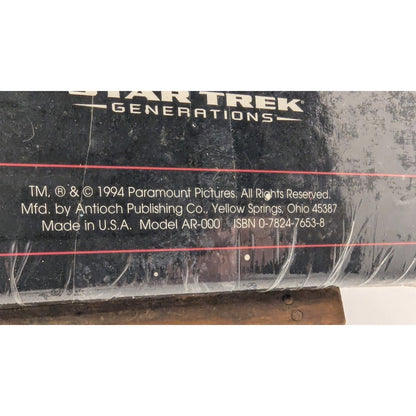 STAR TREK®
GENERATIONS
TM, ® & © 1994 Paramount Pictures. All Rights Reserved.
Mfd. by Antioch Publishing Co., Yellow Springs, Ohio 45387
Made in U.S.A. Model AR-000 ISBN 0-7824-7653-8